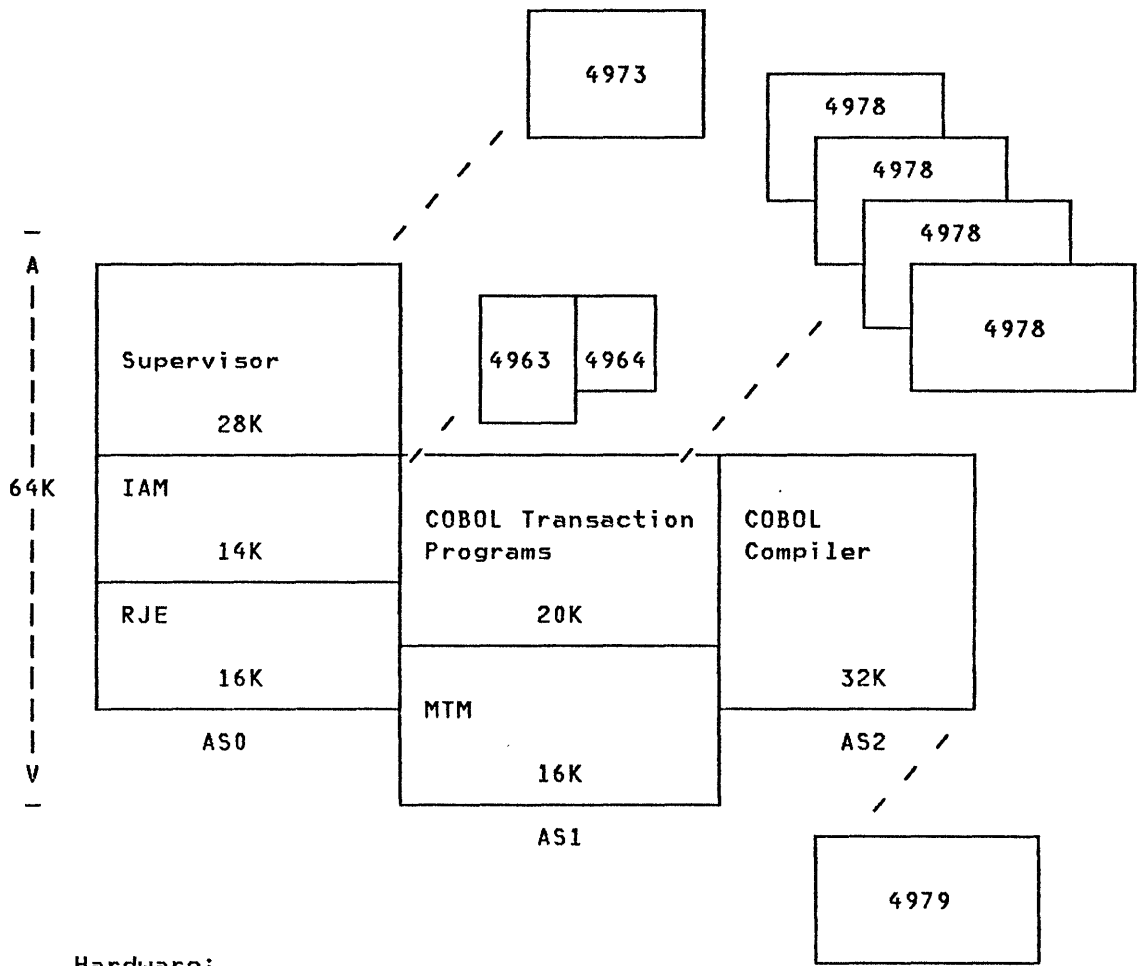 4973
4978
4978
4978
4978
A
Supervisor
28K
4963 4964
64K
IAM
14K
RJE
16K
AS0
COBOL Transaction
Programs
20K
MTM
16K
AS1
COBOL
Compiler
32K
AS2
V
4979
Hardware: